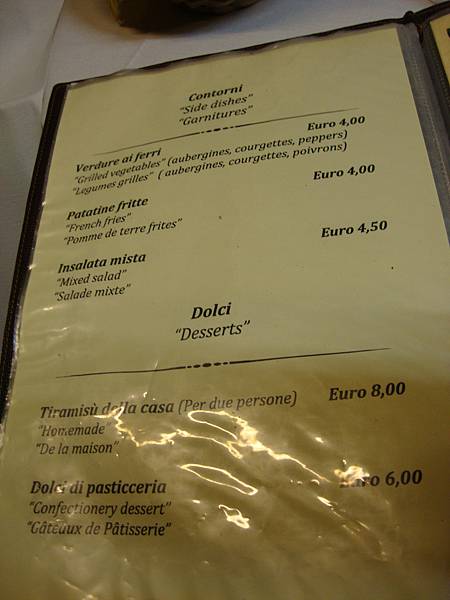 Contorni
“Side dishes”
“Garnitures”
Verdure ai ferri Euro 4,00
“Grilled vegetables” (aubergines, courgettes, peppers)
“Legumes grilles” ( aubergines, courgettes, poivrons)
Patatine fritte Euro 4,00
“French fries”
“Pomme de terre frites”
Insalata mista Euro 4,50
“Mixed salad”
“Salade mixte”
Dolci
“Desserts”
Tiramisù della casa (Per due persone) Euro 8,00
“Homemade”
“De la maison”
Dolci di pasticceria Euro 6,00
“Confectionery dessert”
“Gâteaux de Pâtisserie”